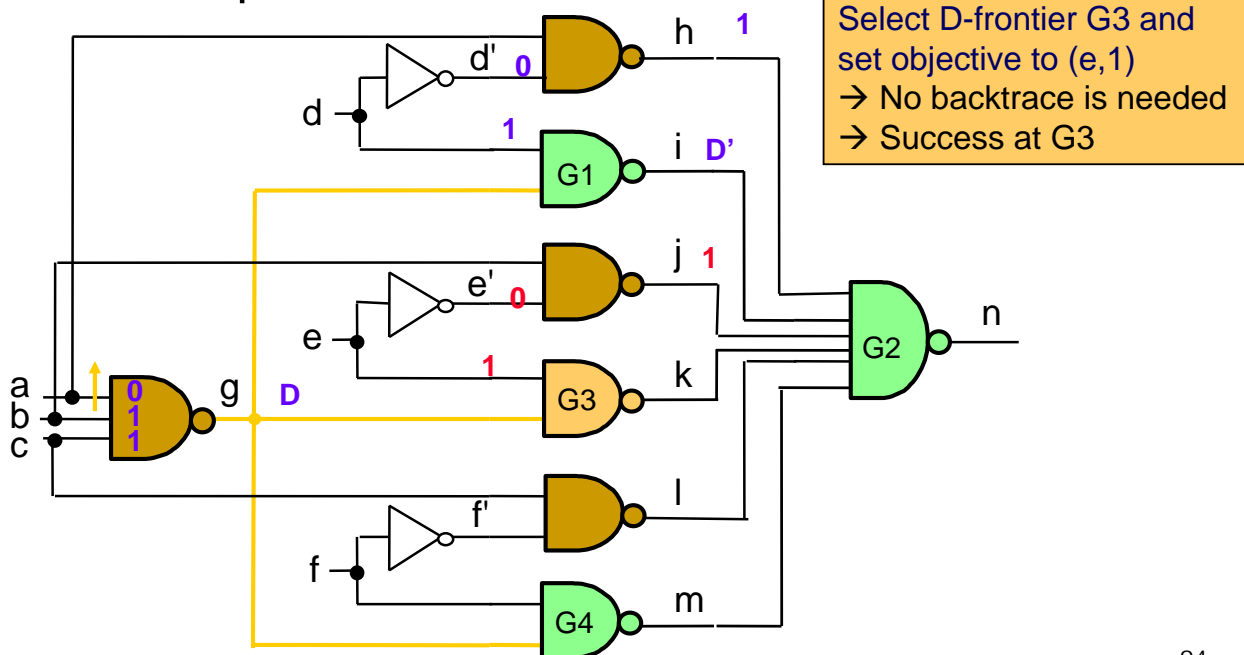 Select D-frontier G3 and
set objective to (e,1)
→ No backtrace is needed
→ Success at G3
h 1
d' 0
d
1
i D’
G1
j 1
e' 0
e
n
G2
1
k
a 0 g D
G3
b 1
c 1
l
f'
f
m
G4